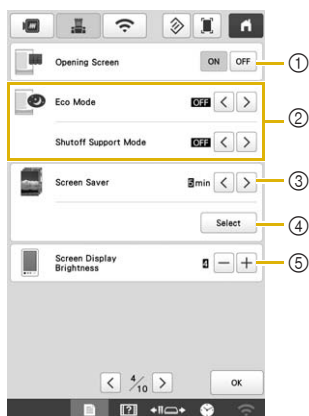 Opening Screen ON OFF ①
Eco Mode OFF < >
②
Shutoff Support Mode OFF < >
Screen Saver 5min < > ③
Select ④
Screen Display
Brightness 4 − + ⑤
< 4/10 > OK